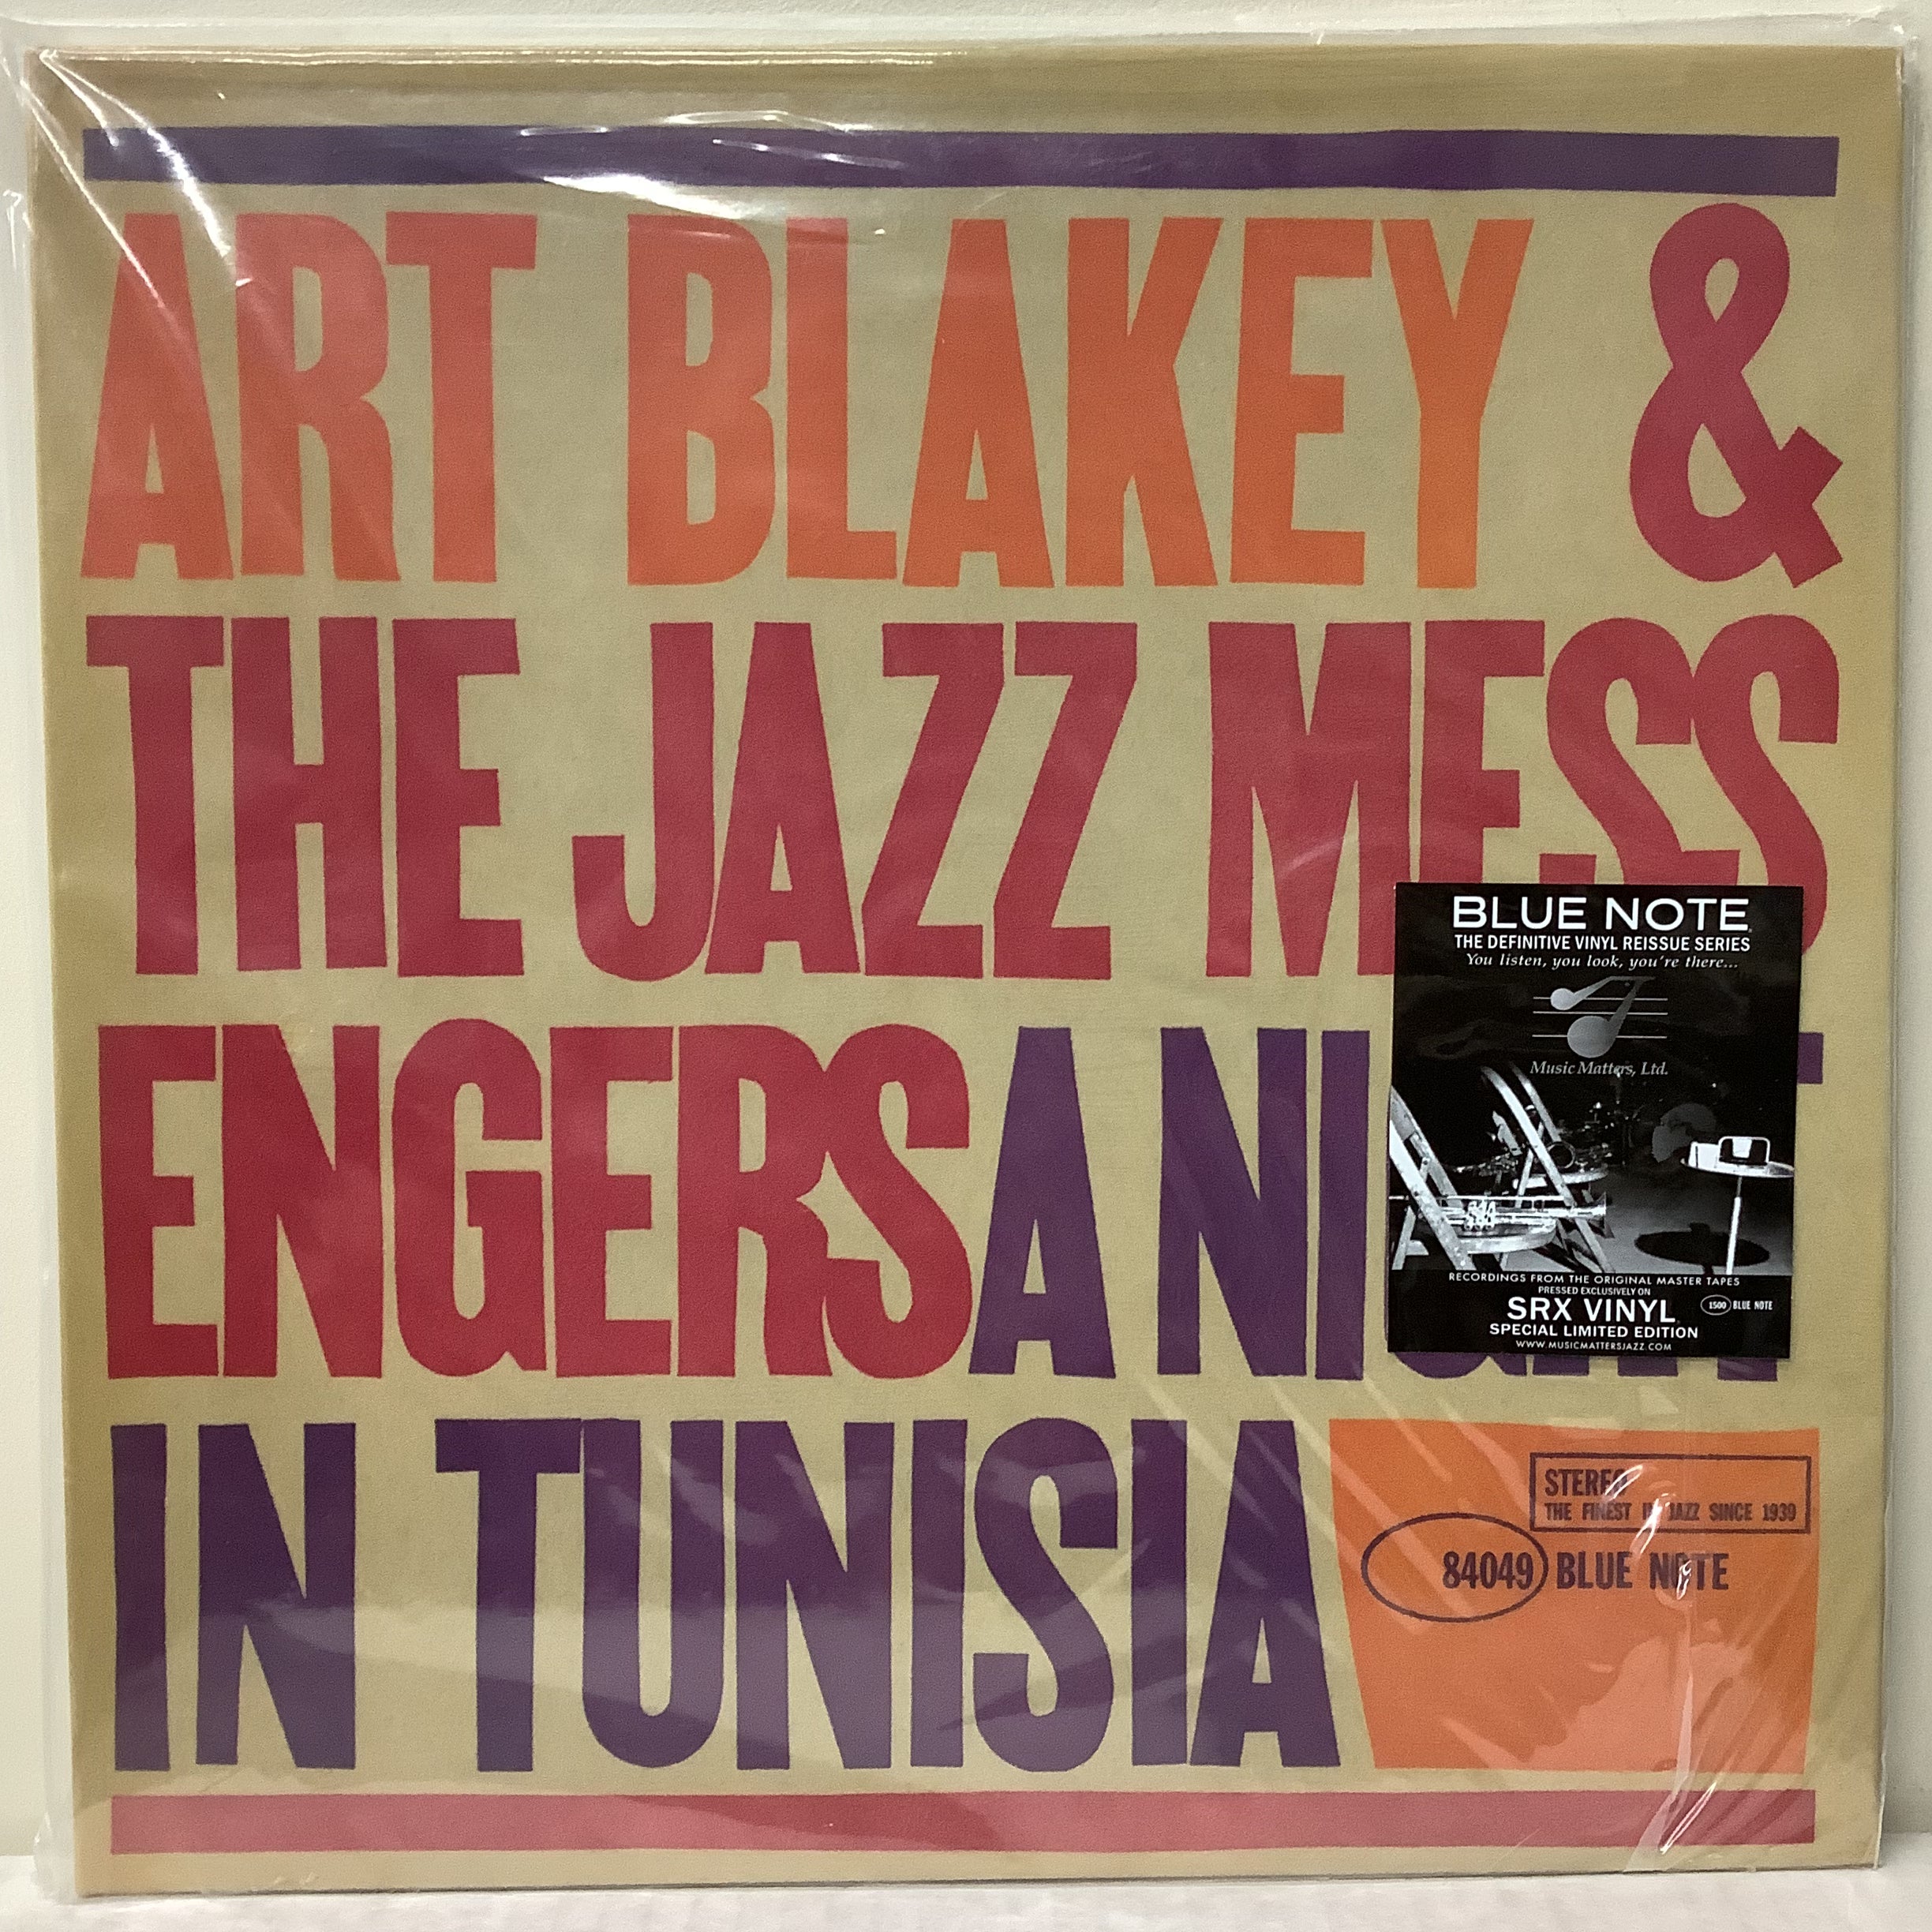 ART BLAKEY &
THE JAZZ MESS
ENGERS A NIGHT
IN TUNISIA
BLUE NOTE
THE DEFINITIVE VINYL REISSUE SERIES
You listen, you look, you're there...
Music Matters, Ltd.
RECORDINGS FROM THE ORIGINAL MASTER TAPES
PRESSED EXCLUSIVELY ON
SRX VINYL
1500 BLUE NOTE
SPECIAL LIMITED EDITION
WWW.MUSICMATTERSJAZZ.COM
STEREO
THE FINEST IN JAZZ SINCE 1939
84049 BLUE NOTE